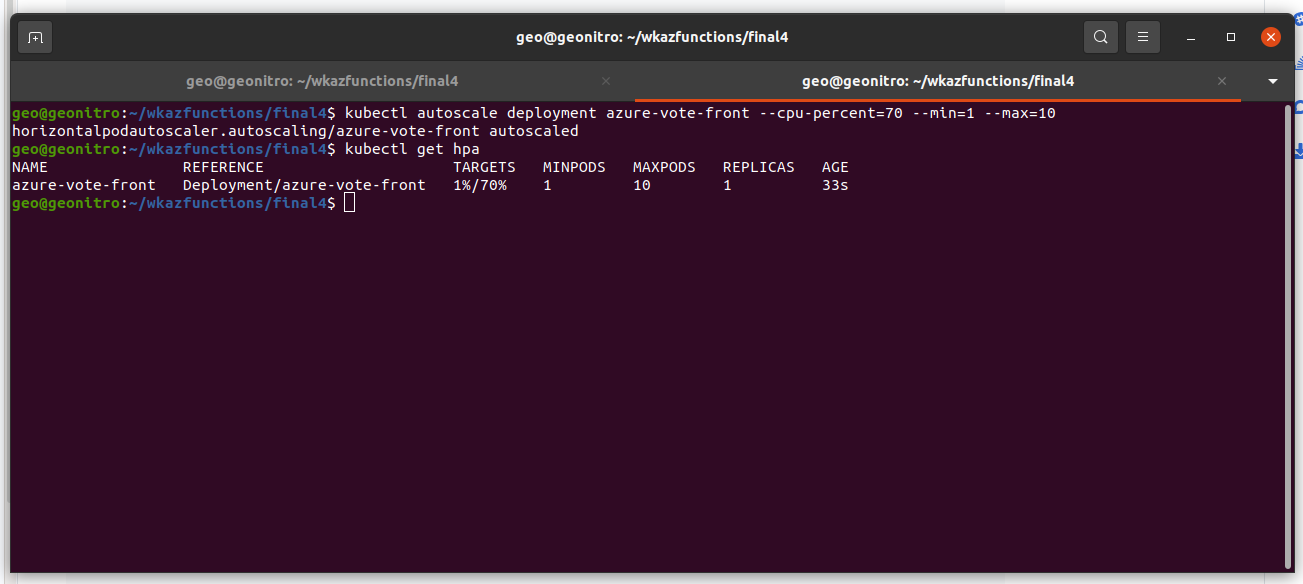 geo@geonitro: ~/wkazfunctions/final4
geo@geonitro: ~/wkazfunctions/final4
geo@geonitro: ~/wkazfunctions/final4
geo@geonitro:~/wkazfunctions/final4$ kubectl autoscale deployment azure-vote-front --cpu-percent=70 --min=1 --max=10
horizontalpodautoscaler.autoscaling/azure-vote-front autoscaled
geo@geonitro:~/wkazfunctions/final4$ kubectl get hpa
NAME REFERENCE TARGETS MINPODS MAXPODS REPLICAS AGE
azure-vote-front Deployment/azure-vote-front 1%/70% 1 10 1 33s
geo@geonitro:~/wkazfunctions/final4$